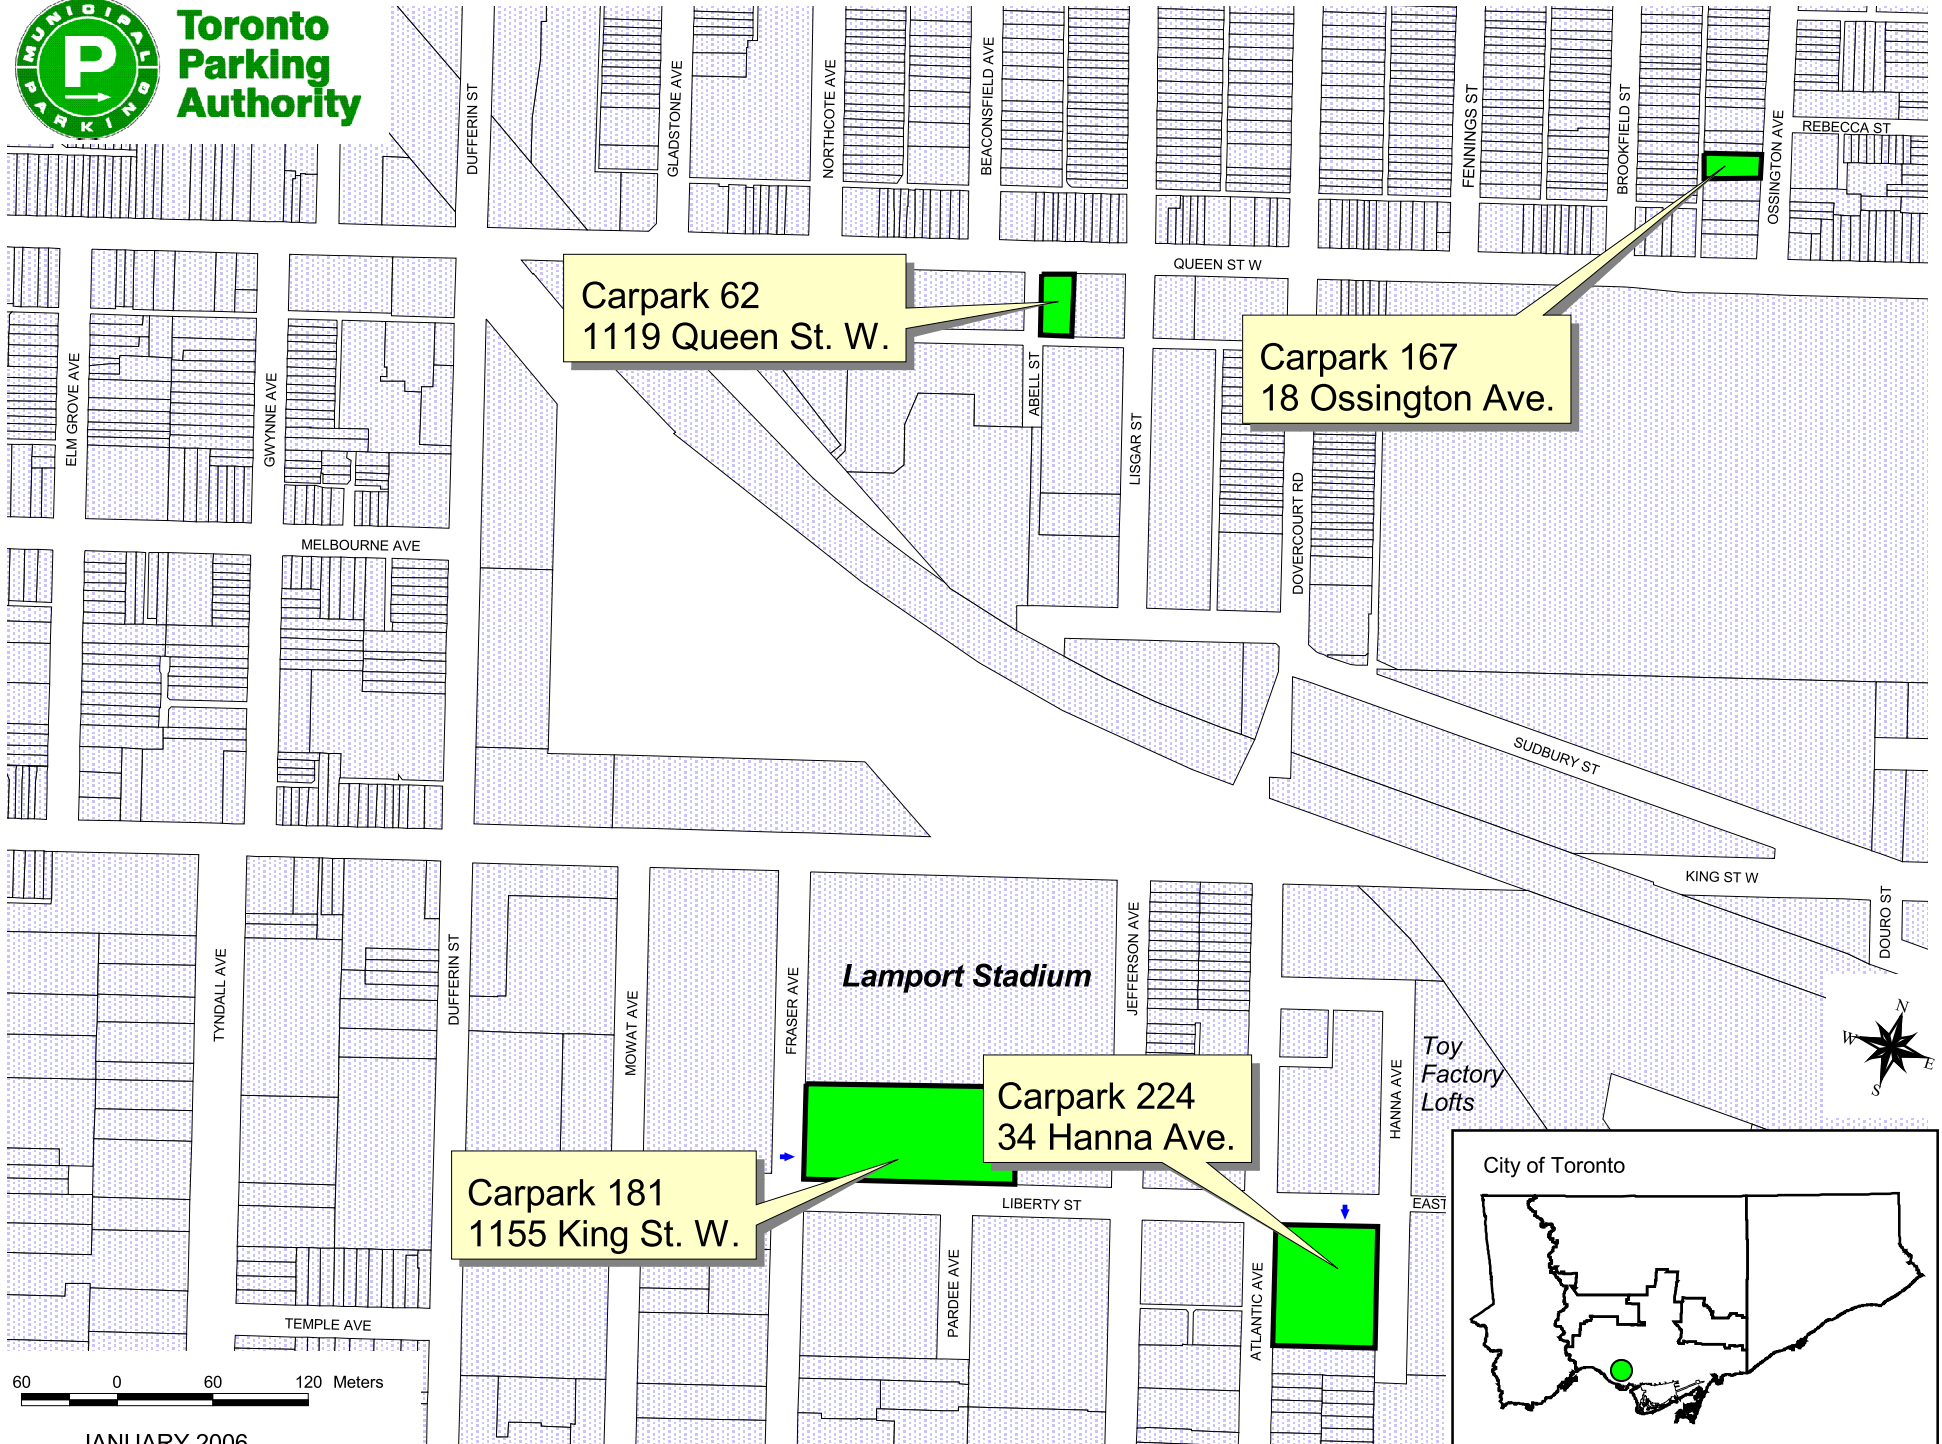 MUNICIPAL
P
PARKING
Toronto
Parking
Authority
DUFFERIN ST
GLADSTONE AVE
NORTHCOTE AVE
BEACONSFIELD AVE
FENNINGS ST
BROOKFIELD ST
OSSINGTON AVE
REBECCA ST
QUEEN ST W
Carpark 62
1119 Queen St. W.
Carpark 167
18 Ossington Ave.
ELM GROVE AVE
GWYNNE AVE
ABELL ST
LISGAR ST
DOVERCOURT RD
MELBOURNE AVE
SUDBURY ST
KING ST W
DOURO ST
TYNDALL AVE
DUFFERIN ST
MOWAT AVE
FRASER AVE
Lamport Stadium
JEFFERSON AVE
HANNA AVE
Toy
Factory
Lofts
N
W
E
S
Carpark 224
34 Hanna Ave.
Carpark 181
1155 King St. W.
LIBERTY ST
EAST
PARDEE AVE
ATLANTIC AVE
TEMPLE AVE
City of Toronto
60 0 60 120 Meters
JANUARY 2006